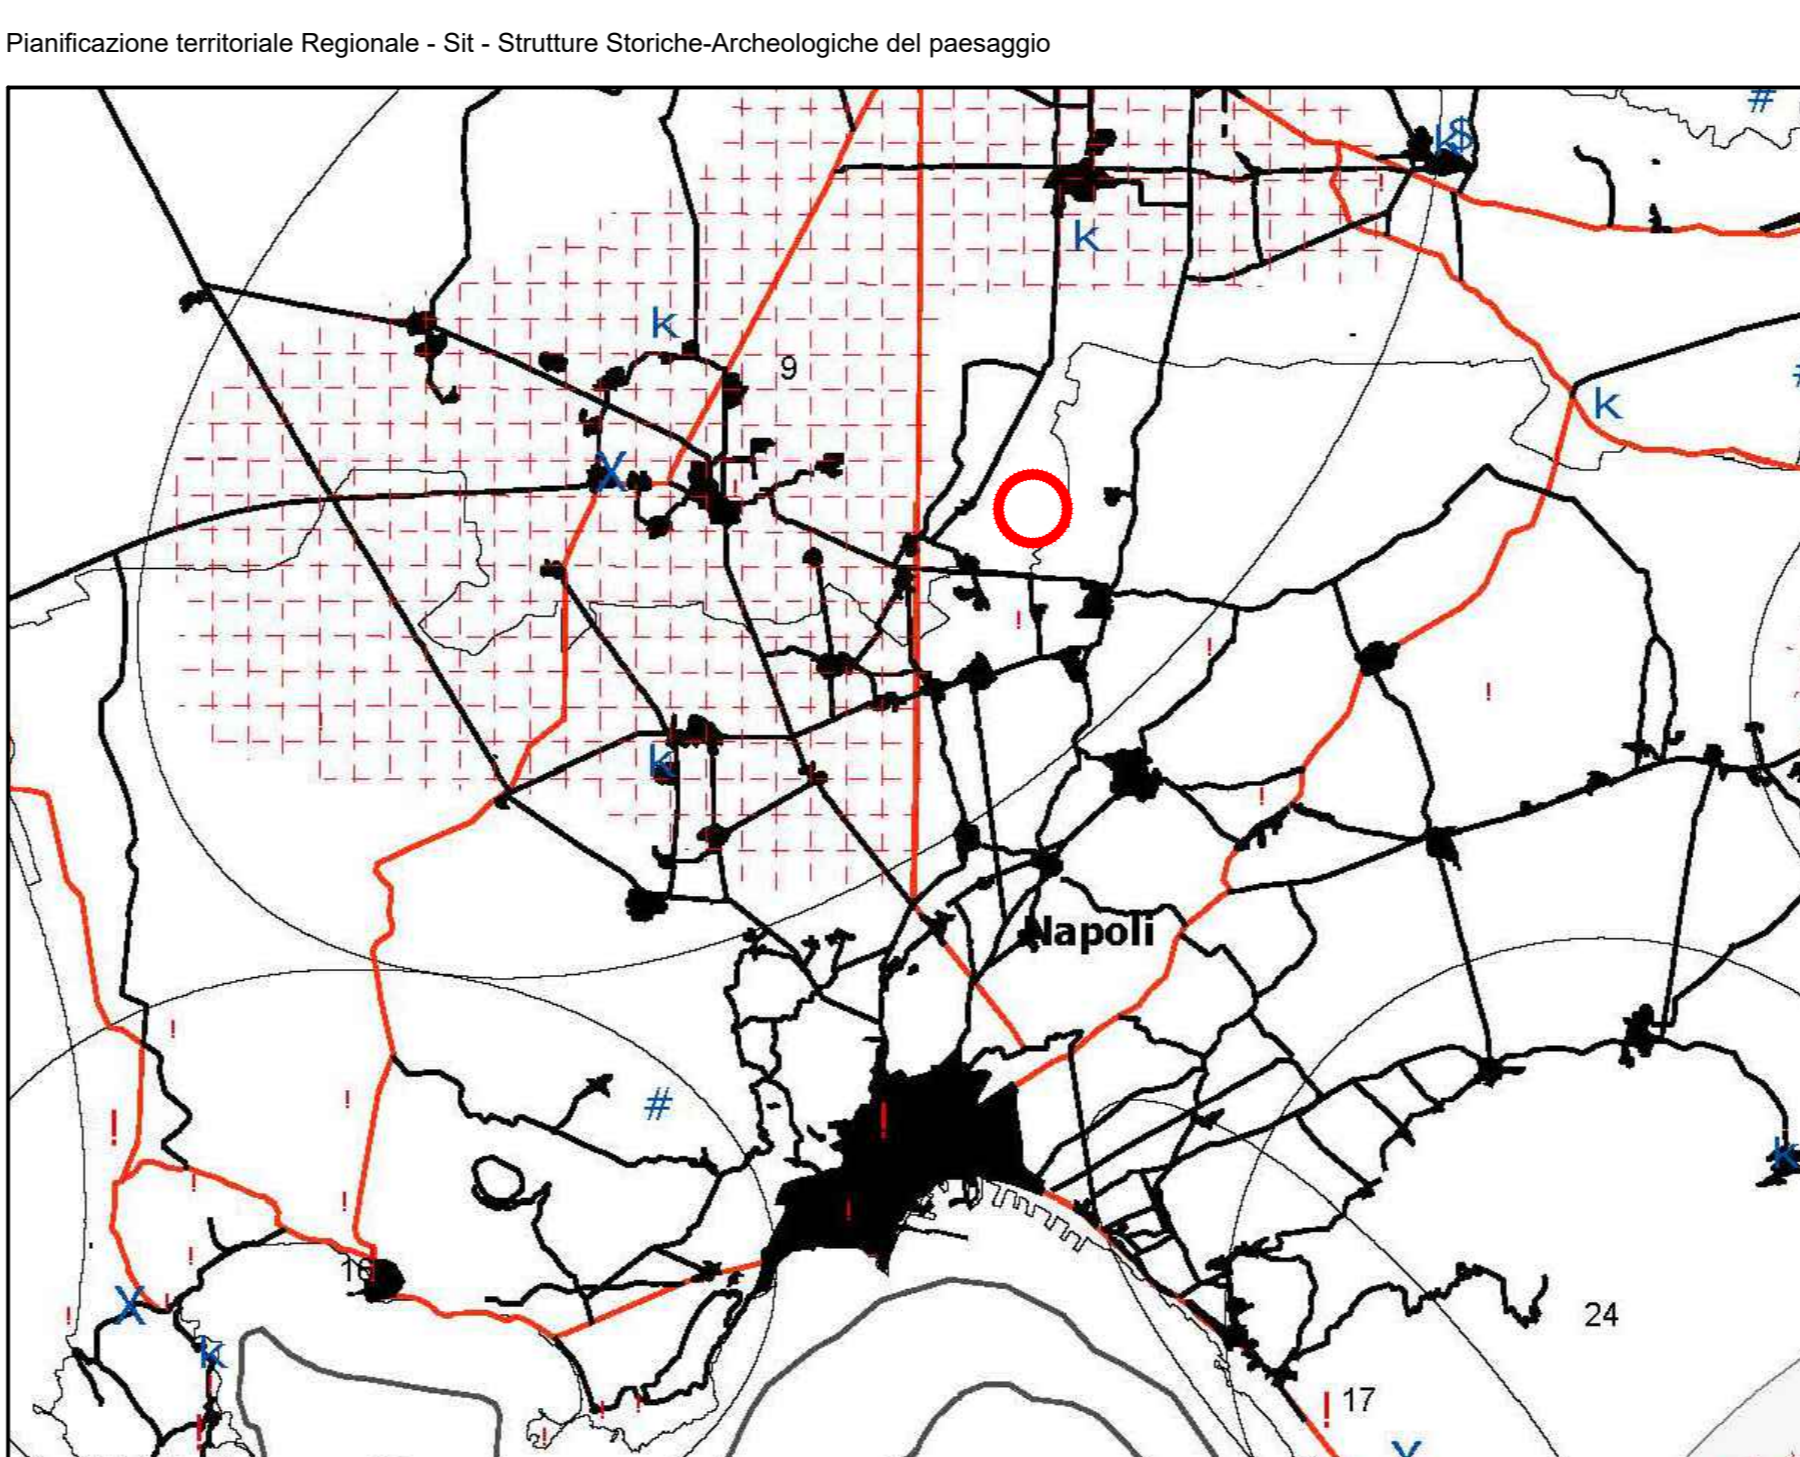 Pianificazione territoriale Regionale - Sit - Strutture Storiche-Archeologiche del paesaggio
#
k$
k
k
9
k
X
k
Napoli
#
k
16
X
24
k
17